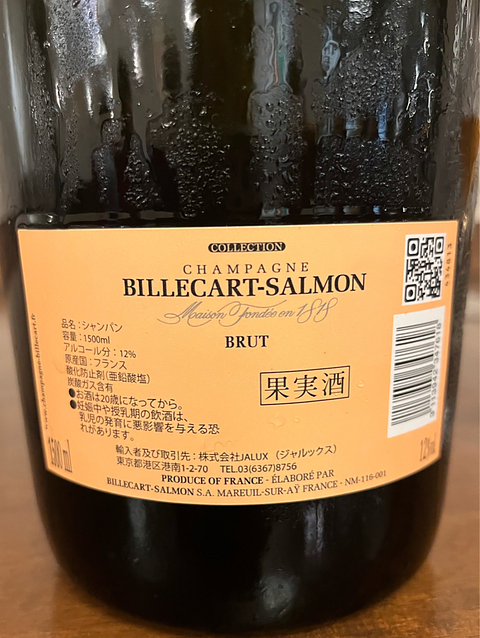 COLLECTION
CHAMPAGNE
BILLECART-SALMON
Maison Fondée en 1818
BRUT
果実酒
品名：シャンパン
容量：1500ml
アルコール分：12%
原産国：フランス
酸化防止剤(亜硫酸塩)
炭酸ガス含有
●お酒は20歳になってから。
●妊娠中や授乳期の飲酒は、
乳児の発育に悪影響を与える恐
れがあります。
輸入者及び取引先：株式会社JALUX（ジャルックス）
東京都港区港南1-2-70 TEL.03(6367)8756
PRODUCE OF FRANCE - ÉLABORÉ PAR
BILLECART-SALMON S.A. MAREUIL-SUR-AŸ FRANCE - NM-116-001
1500 ml
12%